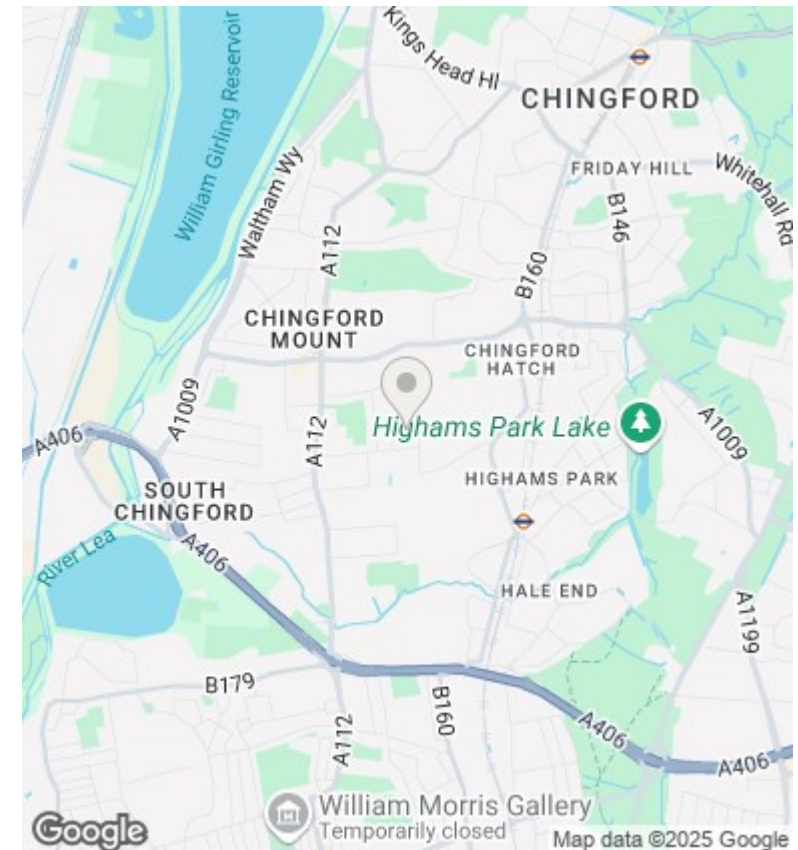 Kings Head Hl
CHINGFORD
William Girling Reservoir
FRIDAY HILL
Whitehall Rd
Waltham Wy
B146
A112
B160
CHINGFORD
MOUNT
CHINGFORD
HATCH
A1009
A1009
Highams Park Lake
A406
A112
HIGHAMS PARK
SOUTH
CHINGFORD
River Lea
A406
HALE END
A1199
B179
B160
A112
A406
A406
William Morris Gallery
Temporarily closed
Google
Map data ©2025 Google